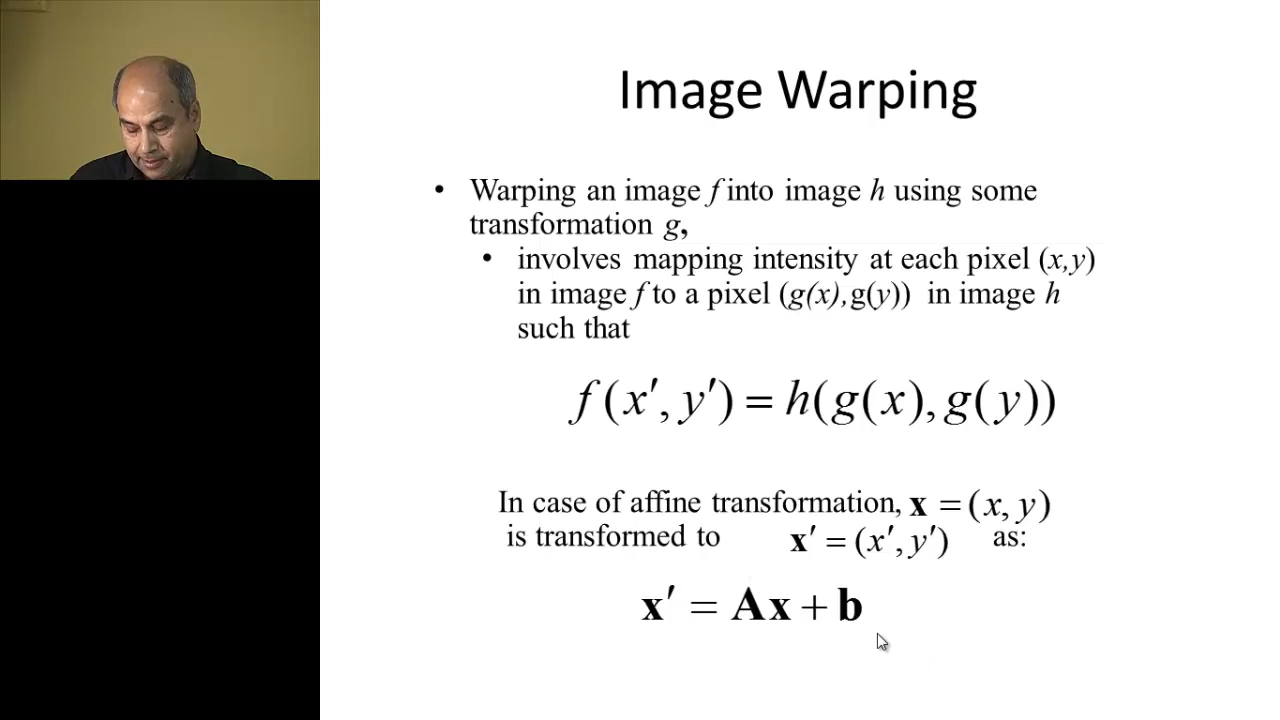 Image Warping
• Warping an image f into image h using some
transformation g,
• involves mapping intensity at each pixel (x,y)
in image f to a pixel (g(x),g(y)) in image h
such that
f(x′, y′) = h(g(x), g(y))
In case of affine transformation, x = (x, y)
is transformed to x′ = (x′, y′) as:
x′ = Ax + b